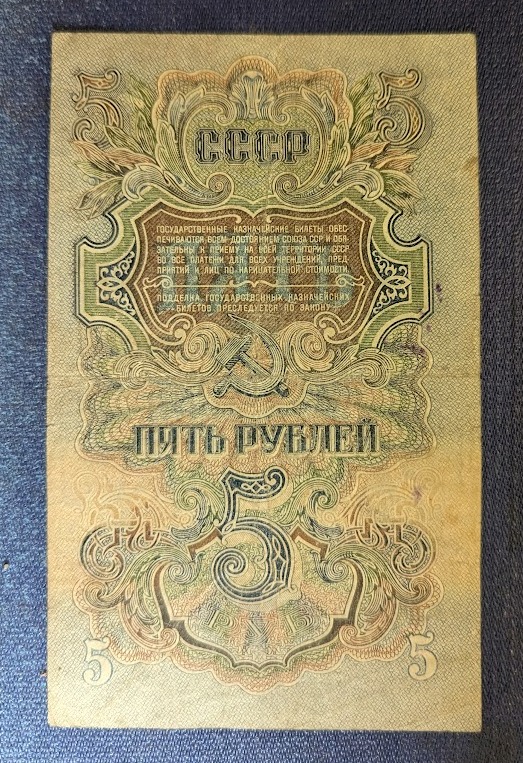 5 5
СССР
ГОСУДАРСТВЕННЫЕ КАЗНАЧЕЙСКИЕ БИЛЕТЫ ОБЕС-
ПЕЧИВАЮТСЯ ВСЕМ ДОСТОЯНИЕМ СОЮЗА ССР И ОБЯ-
ЗАТЕЛЬНЫ К ПРИЕМУ НА ВСЕЙ ТЕРРИТОРИИ СССР
ВО ВСЕ ПЛАТЕЖИ ДЛЯ ВСЕХ УЧРЕЖДЕНИЙ, ПРЕД-
ПРИЯТИЙ И ЛИЦ ПО НАРИЦАТЕЛЬНОЙ СТОИМОСТИ.
ПОДДЕЛКА ГОСУДАРСТВЕННЫХ КАЗНАЧЕЙСКИХ
БИЛЕТОВ ПРЕСЛЕДУЕТСЯ ПО ЗАКОНУ
ПЯТЬ РУБЛЕЙ
5
5 5